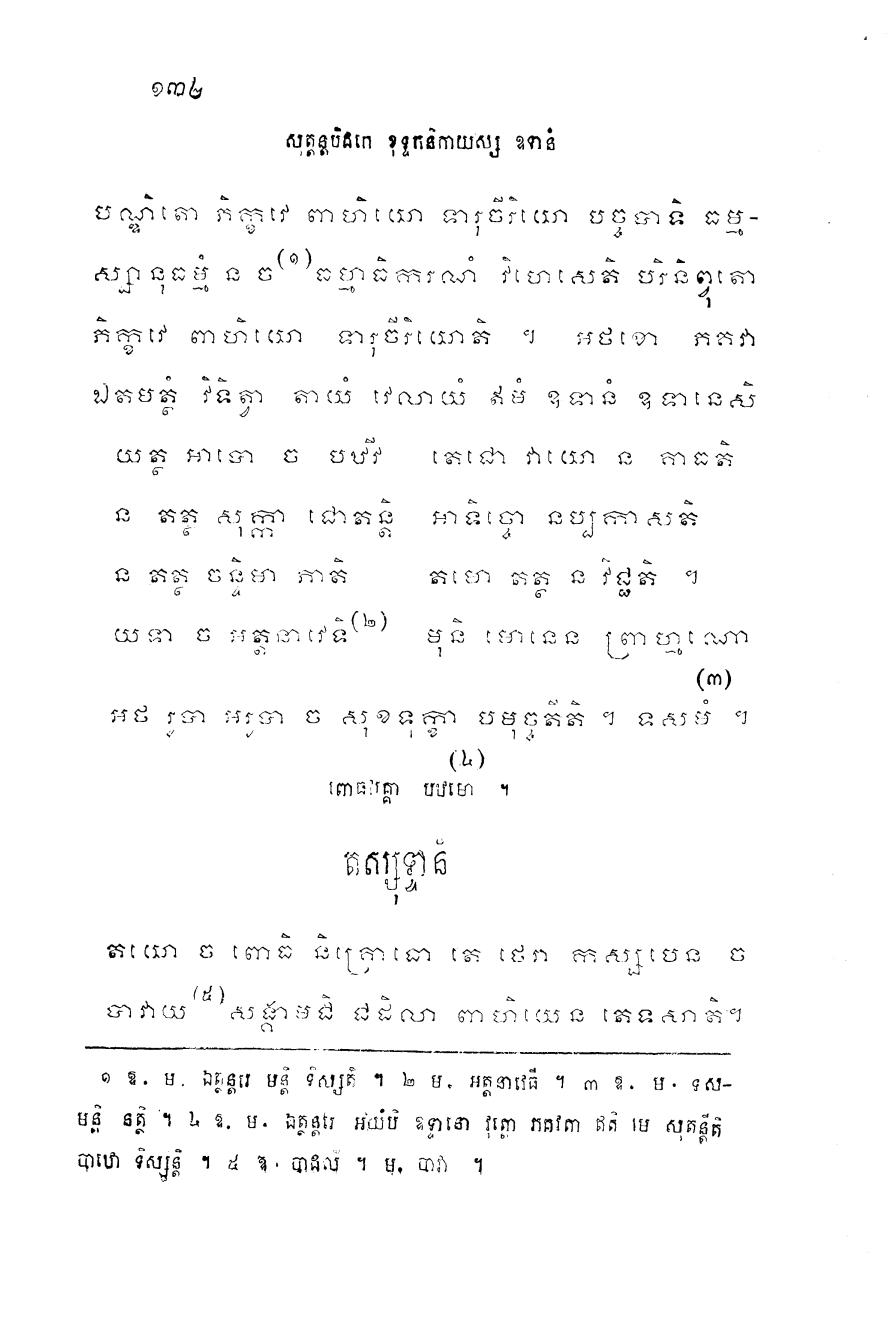 ១៣៤
សុត្តន្តបិដកេ ខុទ្ទកនិកាយស្ស ឧទានំ
បណ្ឌិតោ ភិក្ខវេ ពាហិយោ ទារុចីរិយោ បច្ចបាទិ ធម្ម-
ស្សានុធម្មំ ន ច(១)ធម្មាធិការណំ វិហេសេតិ បរិនិព្វុតោ
ភិក្ខវេ ពាហិយោ ទារុចីរិយោតិ ។ អថខោ ភគវា
ឯតមត្ថំ វិទិត្វា តាយំ វេលាយំ ឥមំ ឧទានំ ឧទានេសិ
យត្ថ អាបោ ច បឋវី តេជោ វាយោ ន គាធតិ
ន តត្ថ សុក្កា ជោតន្តិ អាទិច្ចោ នប្បកាសតិ
ន តត្ថ ចន្ទិមា ភាតិ តមោ តត្ថ ន វិជ្ជតិ ។
យទា ច អត្តនាវេទិ(២) មុនិ មោនេន ព្រាហ្មណោ
(៣)
អថ រូបា អរូបា ច សុខទុក្ខា បមុច្ចតីតិ ។ ទសមំ ។
(៤)
ពោធិវគ្គោ បឋមោ ។
តស្សុទ្ទានំ
តយោ ច ពោធិ និគ្រោធោ តេ ថេរា កស្សបេន ច
បាវាយ(៥)សង្គាមជិ ជដិលា ពាហិយេន តេទសាតិ។
១ ឱ. ម. ឯត្ថន្តរេ មន្តិ ទិស្សតិ ។ ២ ម. អត្តនាវេធី ។ ៣ ឱ. ម. ទស-
មន្តិ នត្ថិ ។ ៤ ឱ. ម. ឯត្ថន្តរេ អយំបិ ឧទ្ទានោ វុត្តោ ភគវតា ឥតិ មេ សុតន្តីតិ
បាឋោ ទិស្សន្តិ ។ ៥ ឱ. បាដលិ ។ ម. បាវា ។